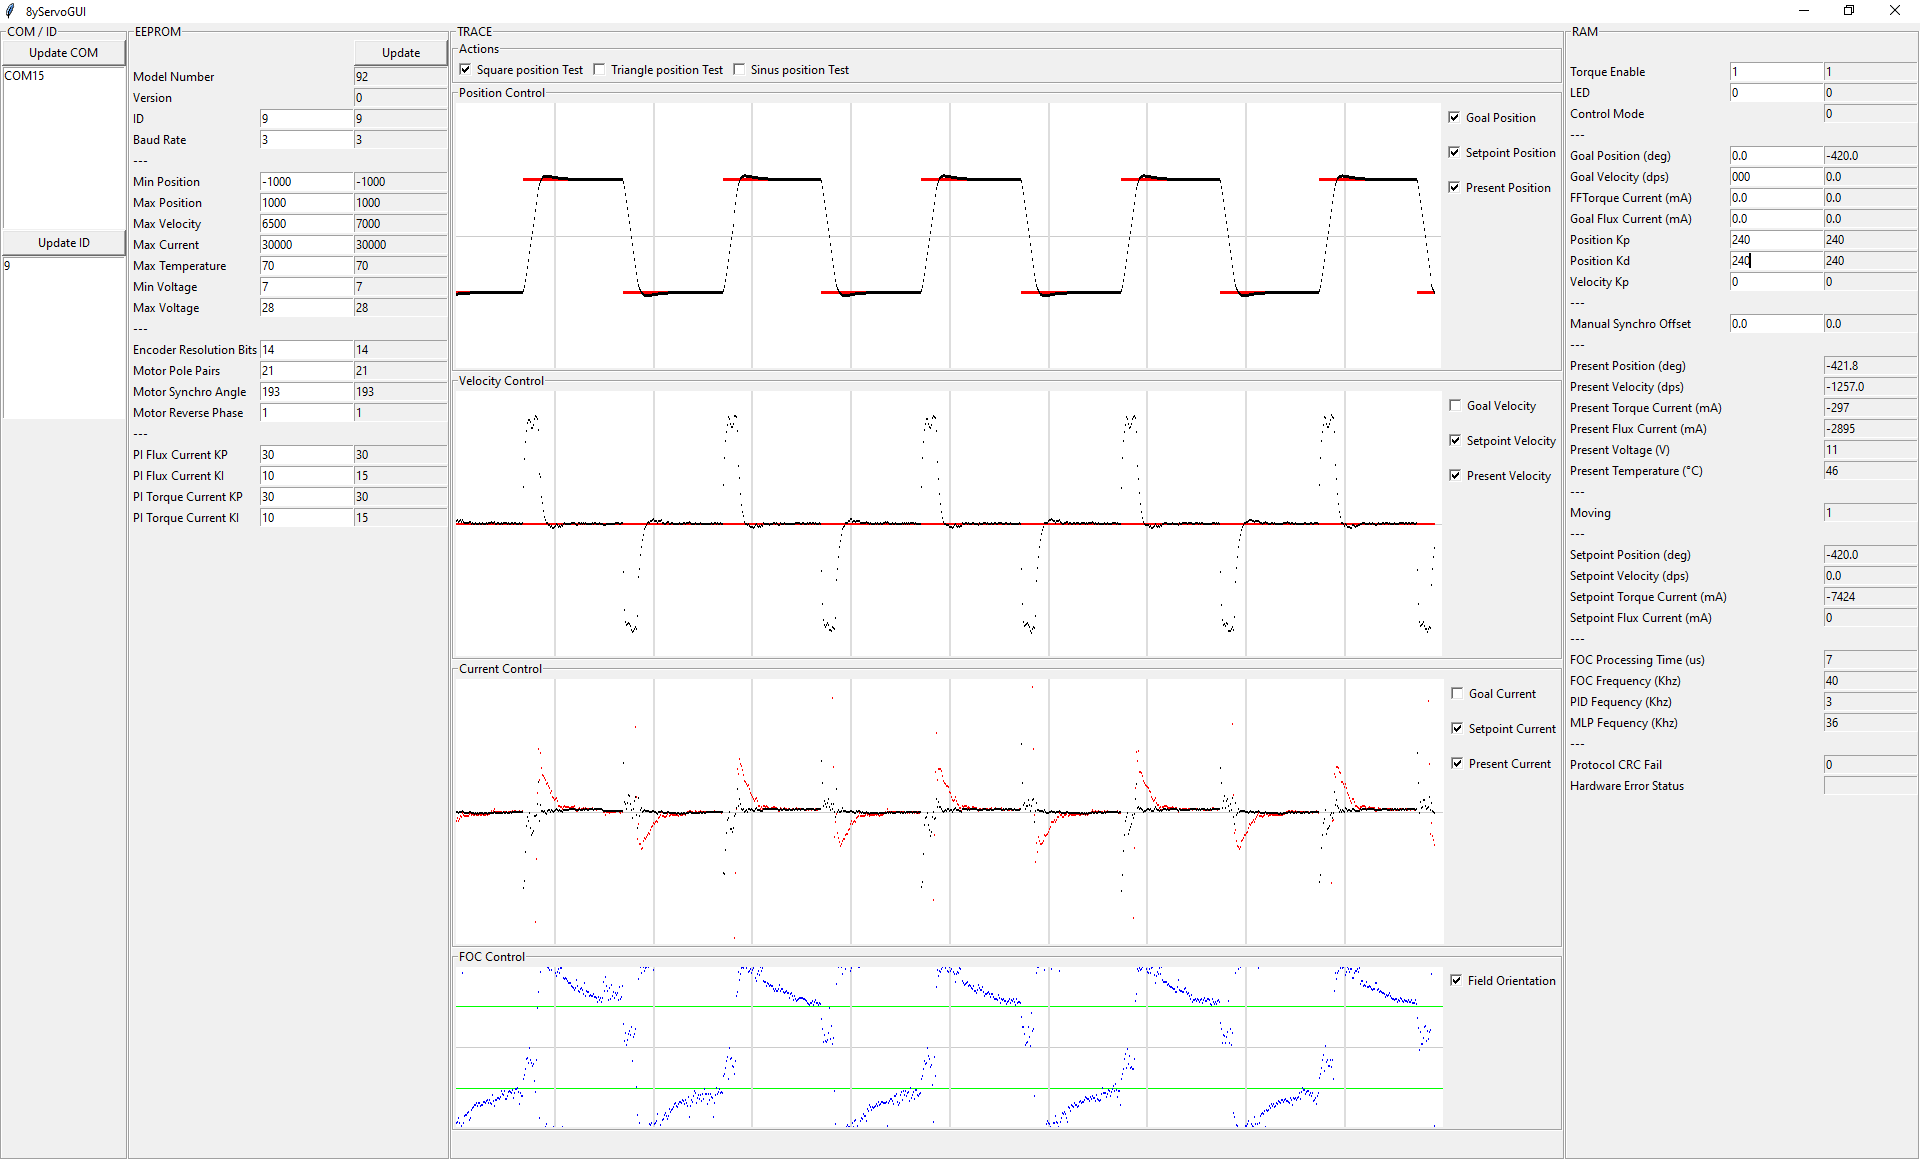 8yServoGUI
COM / ID
Update COM
COM15
Update ID
9
EEPROM
Update
Model Number 92
Version 0
ID 9 9
Baud Rate 3 3
---
Min Position -1000 -1000
Max Position 1000 1000
Max Velocity 6500 7000
Max Current 30000 30000
Max Temperature 70 70
Min Voltage 7 7
Max Voltage 28 28
---
Encoder Resolution Bits 14 14
Motor Pole Pairs 21 21
Motor Synchro Angle 193 193
Motor Reverse Phase 1 1
---
PI Flux Current KP 30 30
PI Flux Current KI 10 15
PI Torque Current KP 30 30
PI Torque Current KI 10 15
TRACE
Actions
Square position Test Triangle position Test Sinus position Test
Position Control
Goal Position
Setpoint Position
Present Position
Velocity Control
Goal Velocity
Setpoint Velocity
Present Velocity
Current Control
Goal Current
Setpoint Current
Present Current
FOC Control
Field Orientation
RAM
Torque Enable 1 1
LED 0 0
Control Mode 0
---
Goal Position (deg) 0.0 -420.0
Goal Velocity (dps) 000 0.0
FFTorque Current (mA) 0.0 0.0
Goal Flux Current (mA) 0.0 0.0
Position Kp 240 240
Position Kd 240 240
Velocity Kp 0 0
---
Manual Synchro Offset 0.0 0.0
---
Present Position (deg) -421.8
Present Velocity (dps) -1257.0
Present Torque Current (mA) -297
Present Flux Current (mA) -2895
Present Voltage (V) 11
Present Temperature (°C) 46
---
Moving 1
---
Setpoint Position (deg) -420.0
Setpoint Velocity (dps) 0.0
Setpoint Torque Current (mA) -7424
Setpoint Flux Current (mA) 0
---
FOC Processing Time (us) 7
FOC Frequency (Khz) 40
PID Fequency (Khz) 3
MLP Fequency (Khz) 36
---
Protocol CRC Fail 0
Hardware Error Status